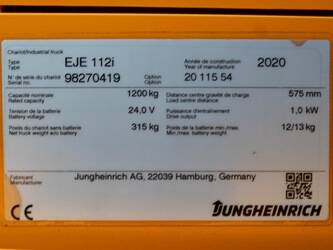 Chariot/Industrial truck
Type
Type EJE 112i
Année de construction
Year of manufacture 2020
N° de série du chariot
Serial no. 98270419
Option
Option 20 115 54
Capacité nominale
Rated capacity 1200 kg
Distance centre gravité de charge
Load centre distance 575 mm
Tension de la batterie
Battery voltage 24,0 V
Puissance d'entraînement
Drive output 1,0 kW
Poids du chariot sans batterie
Net truck weight w/o battery 315 kg
Poids de la batterie min./max.
Min./max. battery weight 12/13 kg
Fabricant
Manufacturer Jungheinrich AG, 22039 Hamburg, Germany
CE
JUNGHEINRICH